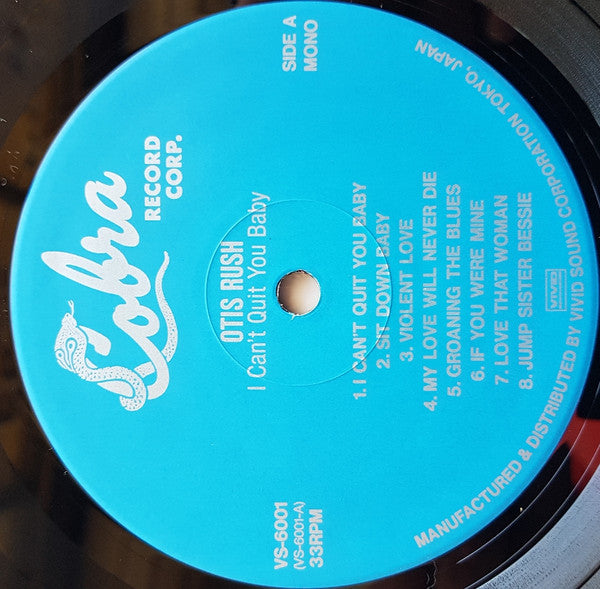 Cobra
RECORD
CORP.
VS-6001
(VS-6001-A)
33RPM
SIDE A
MONO
OTIS RUSH
I Can't Quit You Baby
1. I CAN'T QUIT YOU BABY
2. SIT DOWN BABY
3. VIOLENT LOVE
4. MY LOVE WILL NEVER DIE
5. GROANING THE BLUES
6. IF YOU WERE MINE
7. LOVE THAT WOMAN
8. JUMP SISTER BESSIE
VIVID
MANUFACTURED & DISTRIBUTED BY VIVID SOUND CORPORATION TOKYO, JAPAN